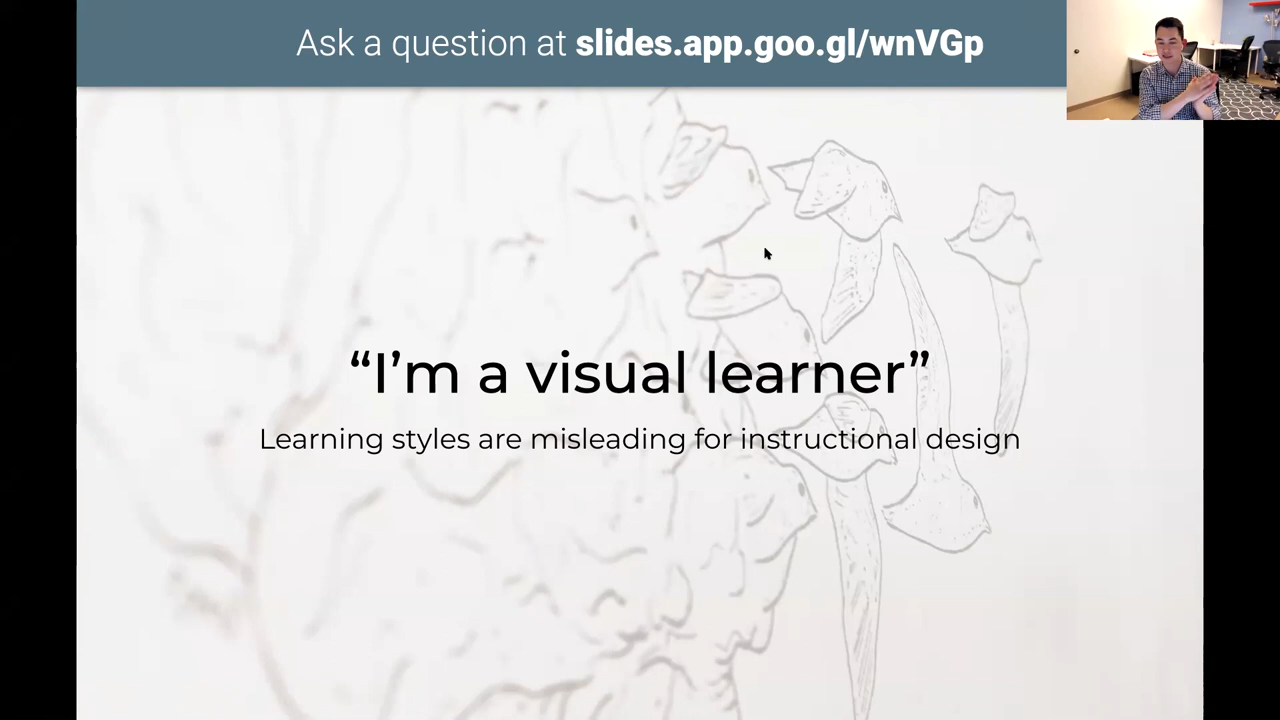 Ask a question at slides.app.goo.gl/wnVGp
“I’m a visual learner”
Learning styles are misleading for instructional design